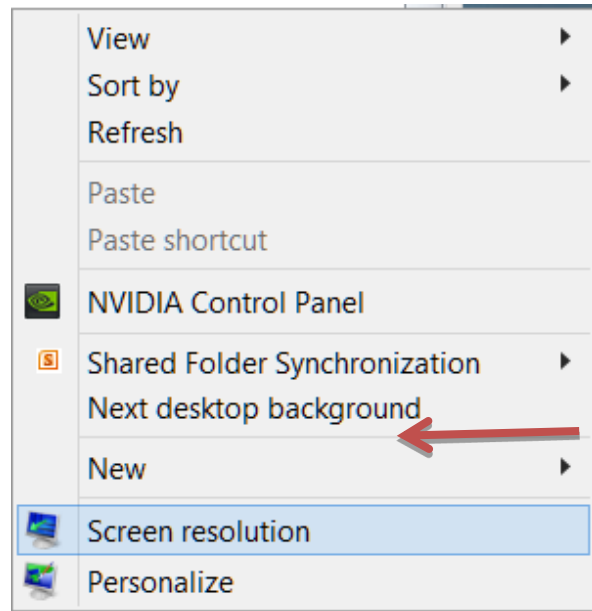 View
Sort by
Refresh
Paste
Paste shortcut
NVIDIA Control Panel
S
Shared Folder Synchronization
Next desktop background
New
Screen resolution
Personalize